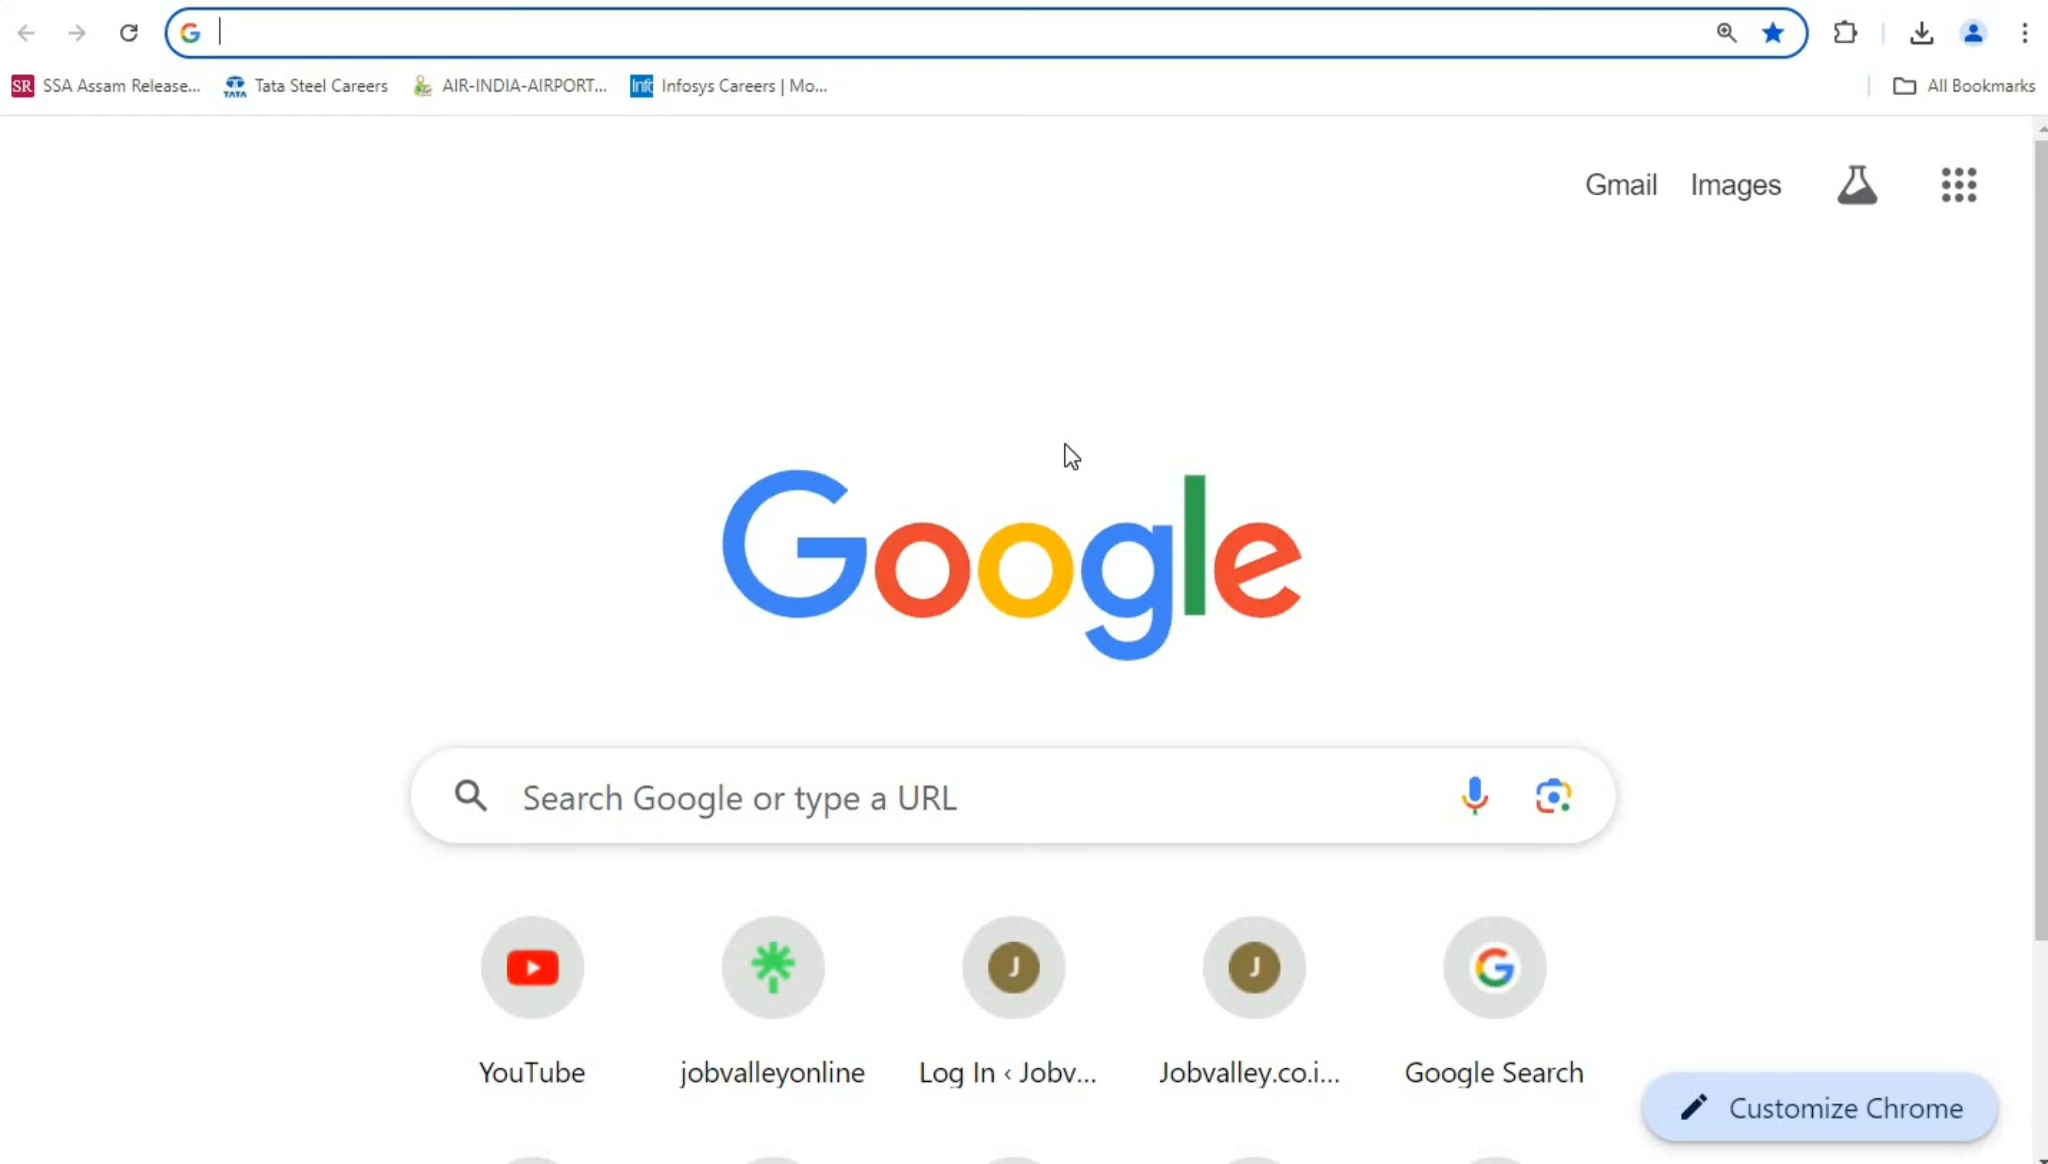 SR SSA Assam Release... TATA Tata Steel Careers AIR-INDIA-AIRPORT... Infosys Careers | Mo... All Bookmarks
Gmail Images
Google
Search Google or type a URL
J J
YouTube jobvalleyonline Log In ‹ Jobv... Jobvalley.co.i... Google Search
Customize Chrome